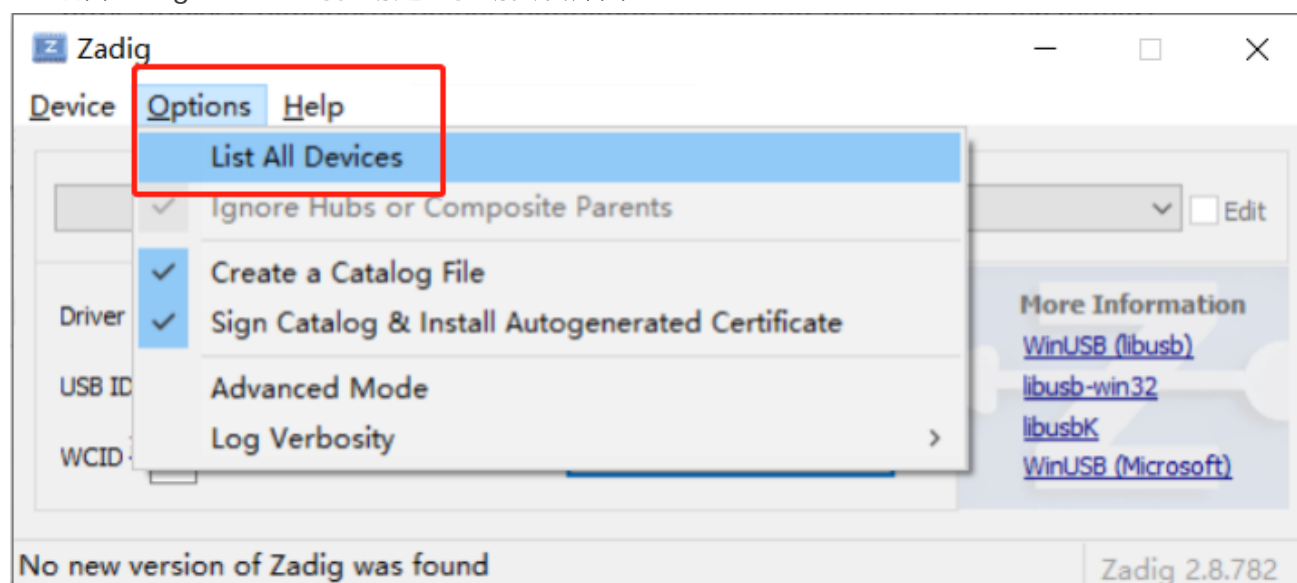 Zadig
Device Options Help
List All Devices
Ignore Hubs or Composite Parents
Edit
Create a Catalog File
Driver
Sign Catalog & Install Autogenerated Certificate
More Information
WinUSB (libusb)
USB ID
Advanced Mode
libusb-win32
Log Verbosity
libusbK
WCID
WinUSB (Microsoft)
No new version of Zadig was found
Zadig 2.8.782